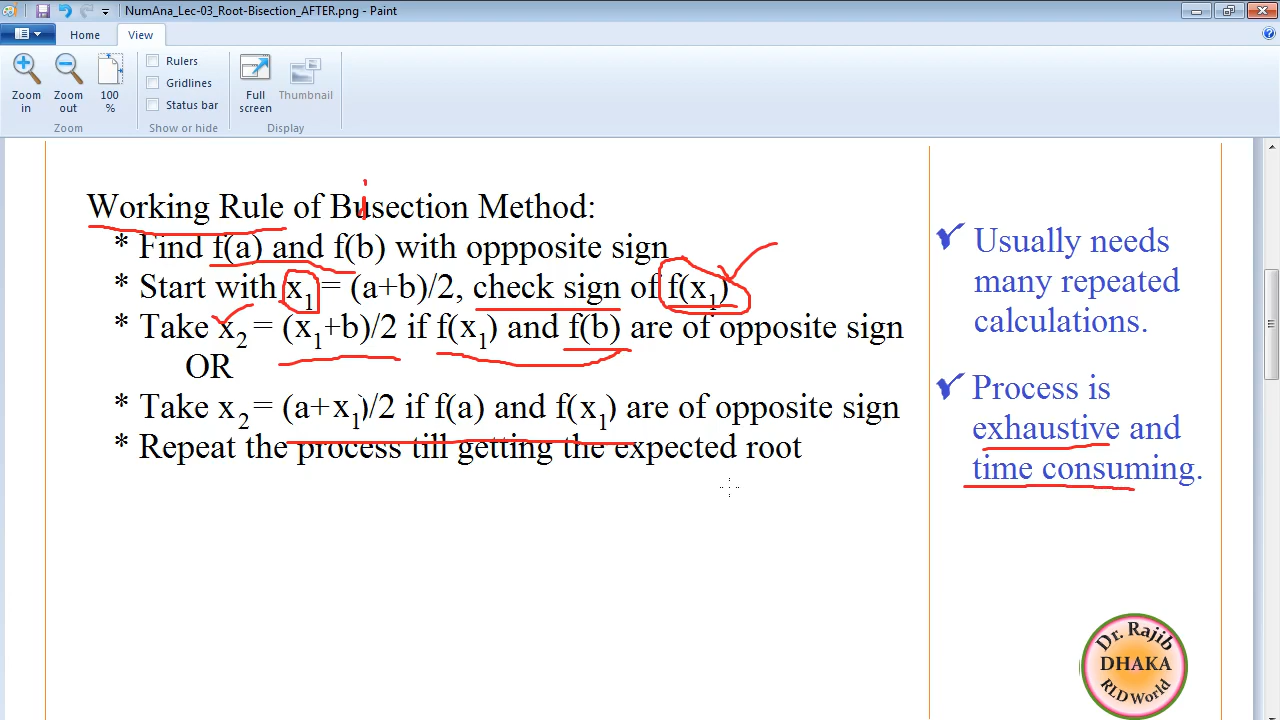 NumAna_Lec-03_Root-Bisection_AFTER.png - Paint
Home
View
Zoom in
Zoom out
100 %
Rulers
Gridlines
Status bar
Full screen
Thumbnail
Zoom
Show or hide
Display
Working Rule of Bisection Method:
* Find f(a) and f(b) with oppposite sign
* Start with x₁ = (a+b)/2, check sign of f(x₁)
* Take x₂ = (x₁+b)/2 if f(x₁) and f(b) are of opposite sign
OR
* Take x₂ = (a+x₁)/2 if f(a) and f(x₁) are of opposite sign
* Repeat the process till getting the expected root
✓ Usually needs
many repeated
calculations.
✓ Process is
exhaustive and
time consuming.
Dr. Rajib
DHAKA
RLD World